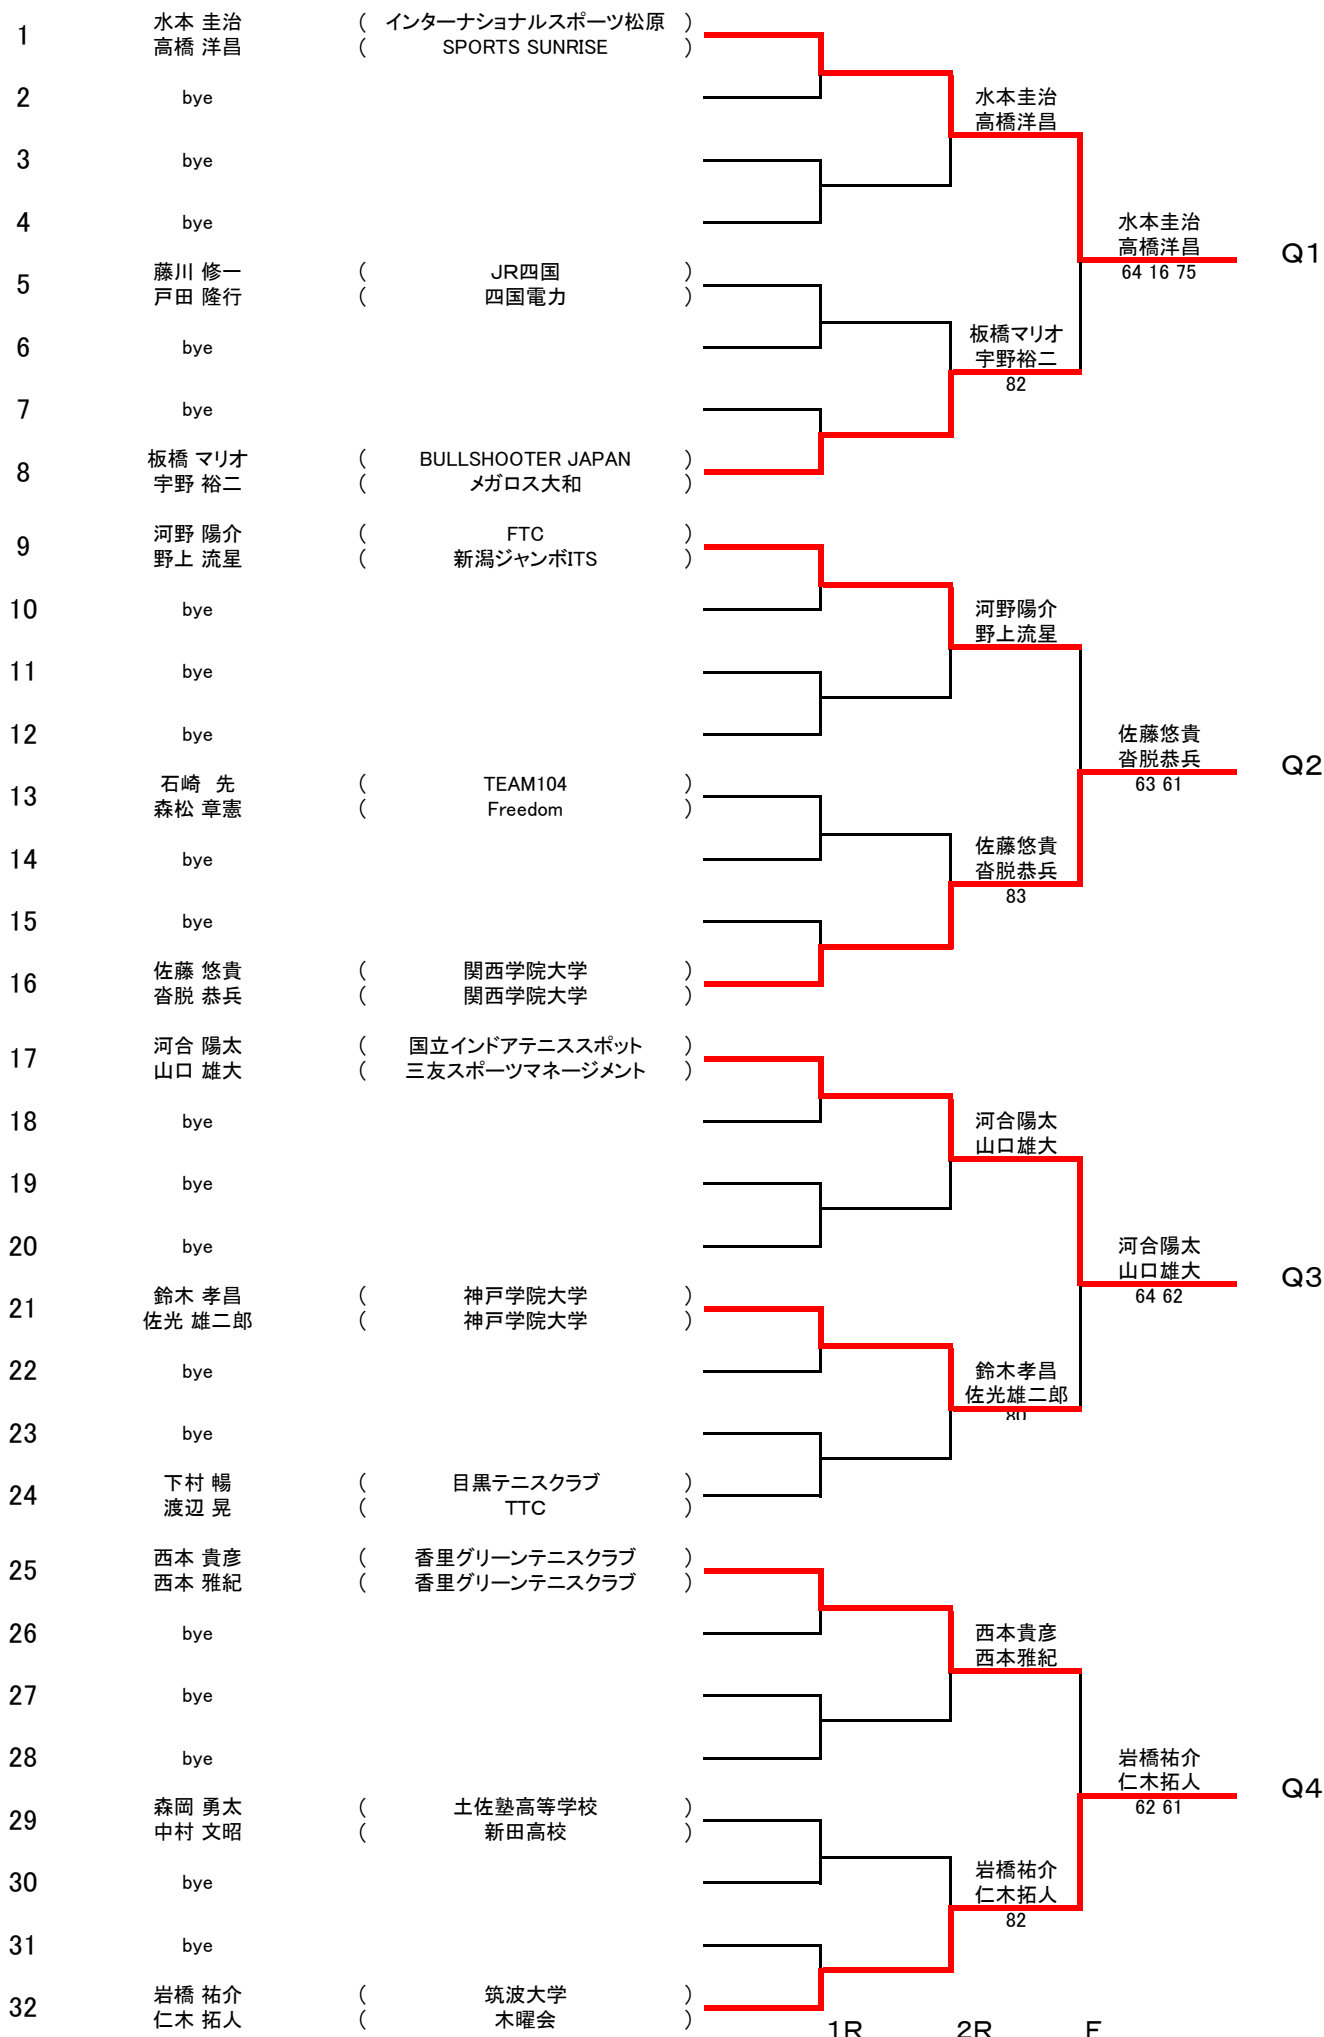 1 水本 圭治 ( インターナショナルスポーツ松原 )
高橋 洋昌 ( SPORTS SUNRISE )
2 bye
水本圭治
高橋洋昌
3 bye
4 bye
水本圭治
高橋洋昌
64 16 75
Q1
5 藤川 修一 ( JR四国 )
戸田 隆行 ( 四国電力 )
6 bye
板橋マリオ
宇野裕二
82
7 bye
8 板橋 マリオ ( BULLSHOOTER JAPAN )
宇野 裕二 ( メガロス大和 )
9 河野 陽介 ( FTC )
野上 流星 ( 新潟ジャンボITS )
10 bye
河野陽介
野上流星
11 bye
12 bye
佐藤悠貴
沓脱恭兵
63 61
Q2
13 石崎 先 ( TEAM104 )
森松 章憲 ( Freedom )
14 bye
佐藤悠貴
沓脱恭兵
83
15 bye
16 佐藤 悠貴 ( 関西学院大学 )
沓脱 恭兵 ( 関西学院大学 )
17 河合 陽太 ( 国立インドアテニススポット )
山口 雄大 ( 三友スポーツマネージメント )
18 bye
河合陽太
山口雄大
19 bye
20 bye
河合陽太
山口雄大
64 62
Q3
21 鈴木 孝昌 ( 神戸学院大学 )
佐光 雄二郎 ( 神戸学院大学 )
22 bye
鈴木孝昌
佐光雄二郎
80
23 bye
24 下村 暢 ( 目黒テニスクラブ )
渡辺 晃 ( TTC )
25 西本 貴彦 ( 香里グリーンテニスクラブ )
西本 雅紀 ( 香里グリーンテニスクラブ )
26 bye
西本貴彦
西本雅紀
27 bye
28 bye
岩橋祐介
仁木拓人
62 61
Q4
29 森岡 勇太 ( 土佐塾高等学校 )
中村 文昭 ( 新田高校 )
30 bye
岩橋祐介
仁木拓人
82
31 bye
32 岩橋 祐介 ( 筑波大学 )
仁木 拓人 ( 木曜会 )
1R 2R F